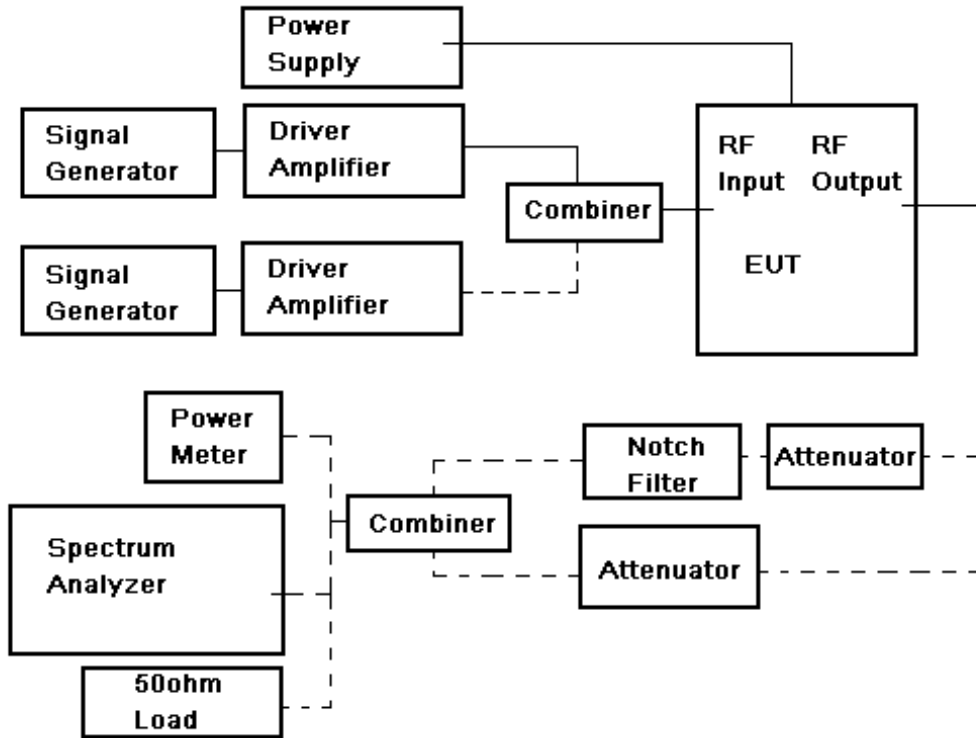 Power
Supply
Signal
Generator
Driver
Amplifier
RF
Input
RF
Output
Combiner
Signal
Generator
Driver
Amplifier
EUT
Power
Meter
Notch
Filter
Attenuator
Combiner
Spectrum
Analyzer
Attenuator
50ohm
Load